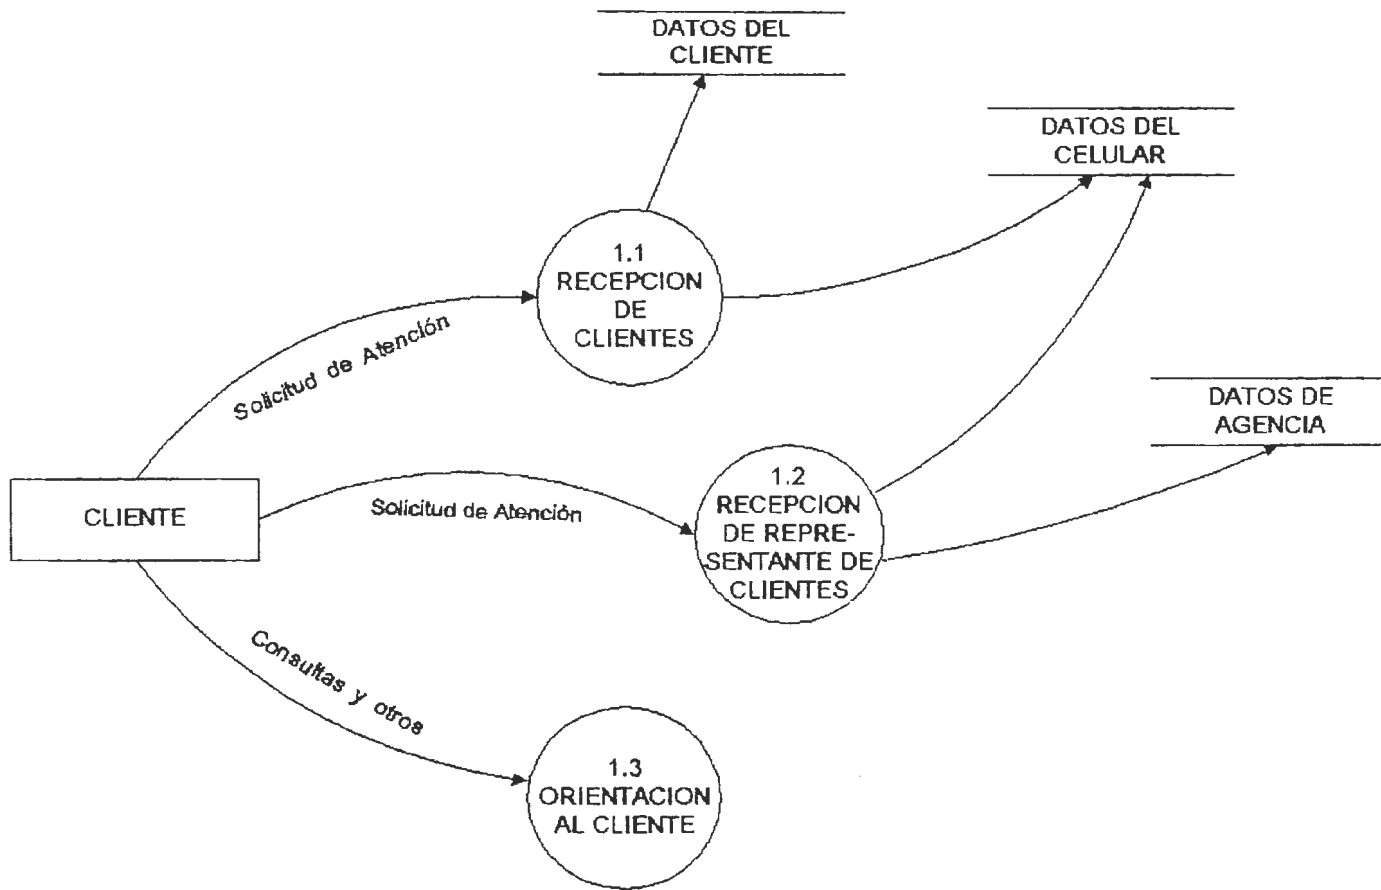 DATOS DEL
CLIENTE
DATOS DEL
CELULAR
1.1
RECEPCION
DE
CLIENTES
Solicitud de Atención
DATOS DE
AGENCIA
CLIENTE
Solicitud de Atención
1.2
RECEPCION
DE REPRE-
SENTANTE DE
CLIENTES
Consultas y otros
1.3
ORIENTACION
AL CLIENTE